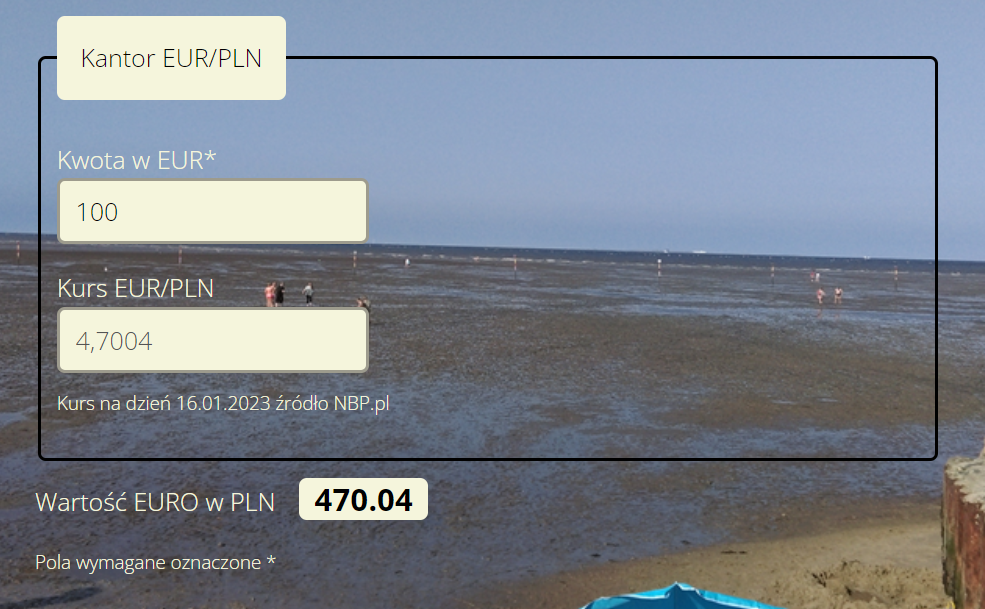 Kantor EUR/PLN
Kwota w EUR*
100
Kurs EUR/PLN
4,7004
Kurs na dzień 16.01.2023 źródło NBP.pl
Wartość EURO w PLN 470.04
Pola wymagane oznaczone *